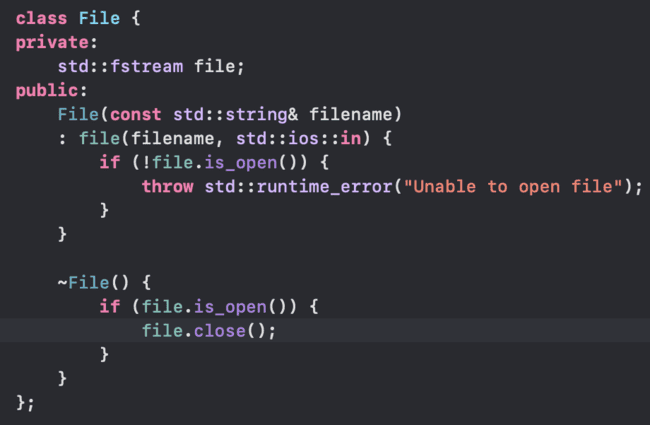 class File {
private:
    std::fstream file;
public:
    File(const std::string& filename)
    : file(filename, std::ios::in) {
        if (!file.is_open()) {
            throw std::runtime_error("Unable to open file");
        }
    }

    ~File() {
        if (file.is_open()) {
            file.close();
        }
    }
};